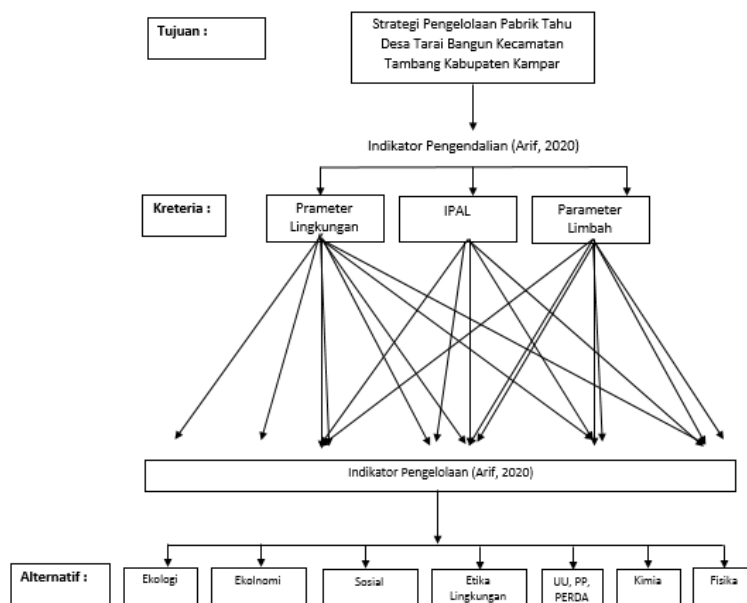 Tujuan :
Strategi Pengelolaan Pabrik Tahu
Desa Tarai Bangun Kecamatan
Tambang Kabupaten Kampar
Indikator Pengendalian (Arif, 2020)
Kreteria :
Prameter
Lingkungan
IPAL
Parameter
Limbah
Indikator Pengelolaan (Arif, 2020)
Alternatif :
Ekologi
Ekolnomi
Sosial
Etika
Lingkungan
UU, PP,
PERDA
Kimia
Fisika